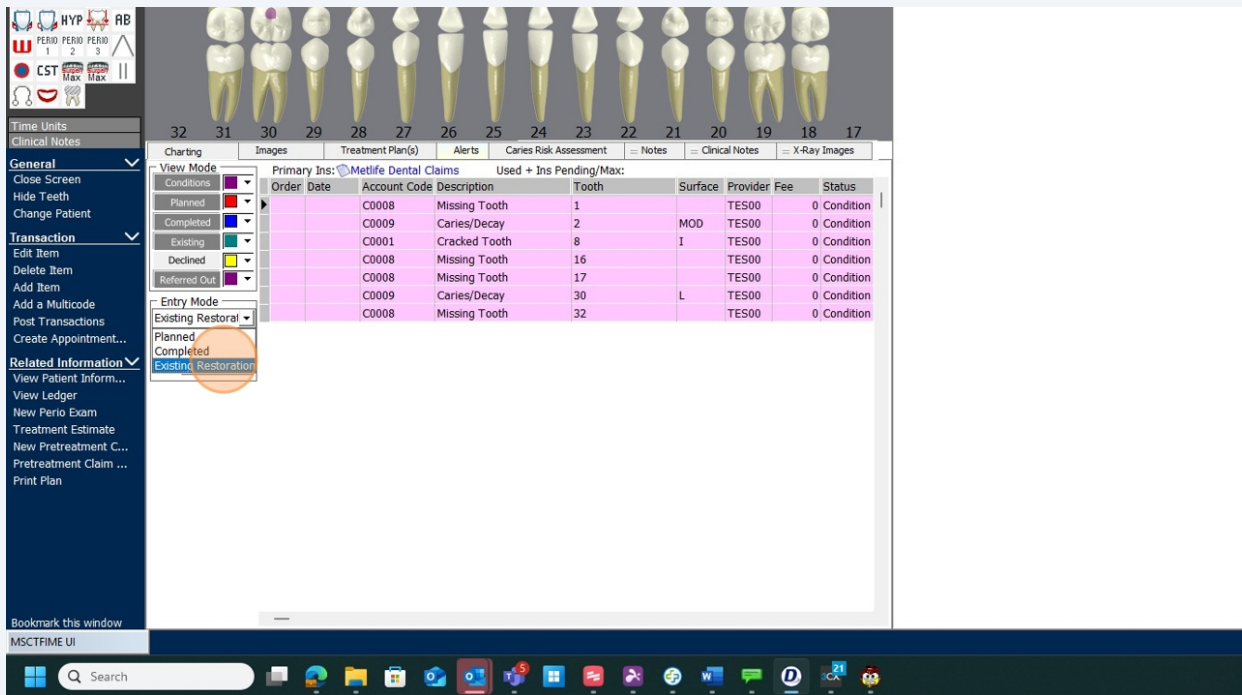 HYP AB
PERIO 1 PERIO 2 PERIO 3
CST Super Max Super Max
32 31 30 29 28 27 26 25 24 23 22 21 20 19 18 17
Time Units
Clinical Notes
General
Close Screen
Hide Teeth
Change Patient
Transaction
Edit Item
Delete Item
Add Item
Add a Multicode
Post Transactions
Create Appointment...
Related Information
View Patient Inform...
View Ledger
New Perio Exam
Treatment Estimate
New Pretreatment C...
Pretreatment Claim ...
Print Plan
Bookmark this window
MSCTFIME UI
Charting Images Treatment Plan(s) Alerts Caries Risk Assessment Notes Clinical Notes X-Ray Images
View Mode
Conditions
Planned
Completed
Existing
Declined
Referred Out
Entry Mode
Existing Restorat
Planned
Completed
Existing Restoration
Primary Ins: Metlife Dental Claims Used + Ins Pending/Max:
Order Date Account Code Description Tooth Surface Provider Fee Status
C0008 Missing Tooth 1 TES00 0 Condition
C0009 Caries/Decay 2 MOD TES00 0 Condition
C0001 Cracked Tooth 8 I TES00 0 Condition
C0008 Missing Tooth 16 TES00 0 Condition
C0008 Missing Tooth 17 TES00 0 Condition
C0009 Caries/Decay 30 L TES00 0 Condition
C0008 Missing Tooth 32 TES00 0 Condition
Search
5
21